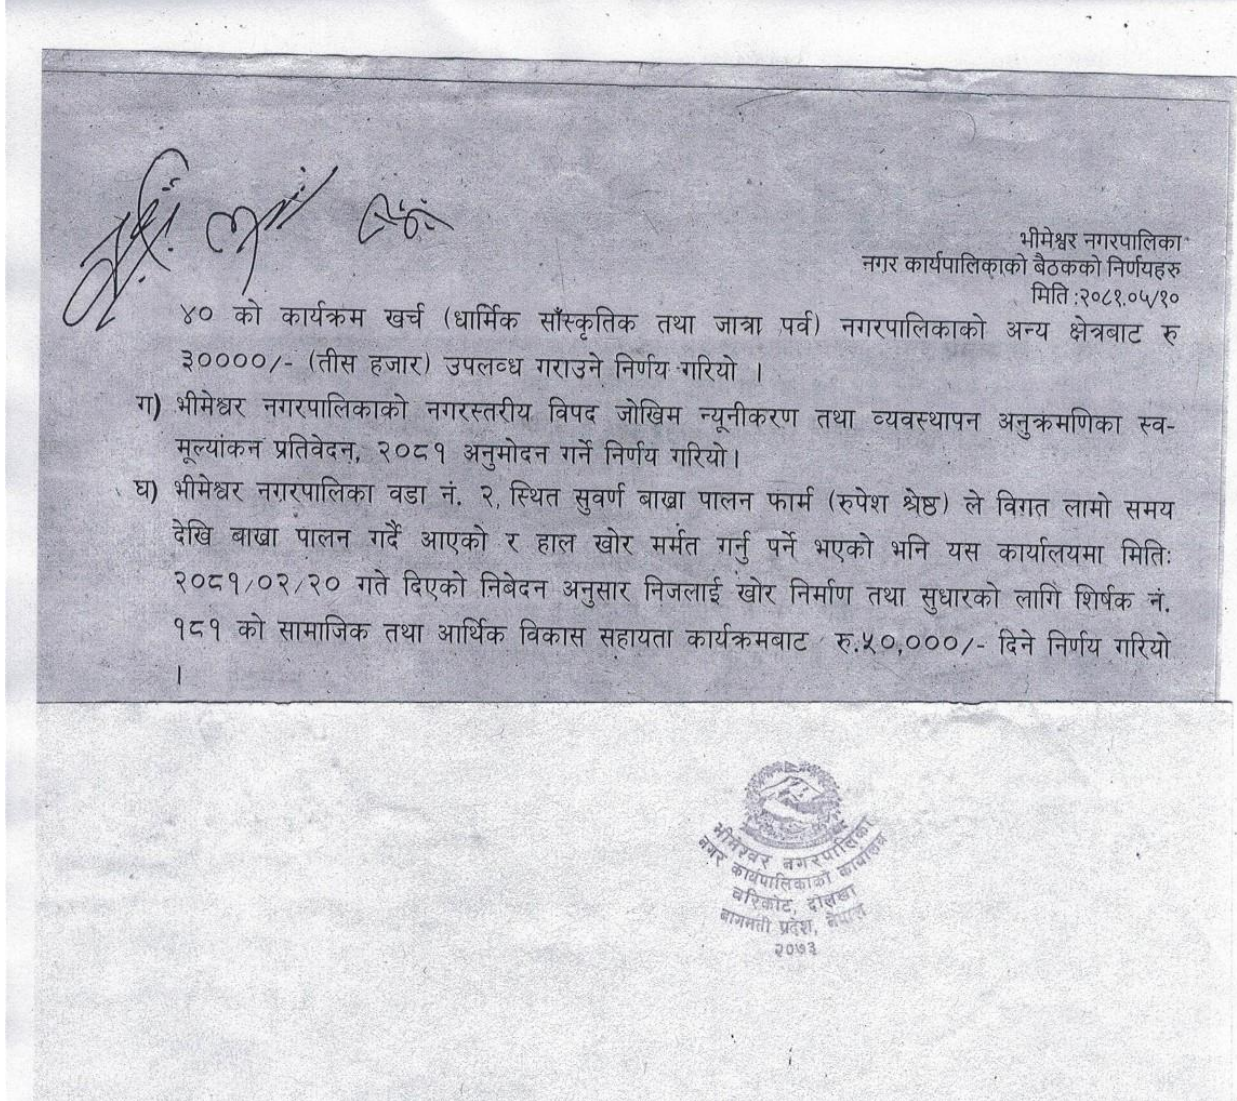 भीमेश्वर नगरपालिका
नगर कार्यपालिकाको बैठकको निर्णयहरु
मिति :२०८१.०५/१०
४० को कार्यक्रम खर्च (धार्मिक साँस्कृतिक तथा जात्रा पर्व) नगरपालिकाको अन्य क्षेत्रबाट रु
३००००/- (तीस हजार) उपलव्ध गराउने निर्णय गरियो ।
ग) भीमेश्वर नगरपालिकाको नगरस्तरीय विपद जोखिम न्यूनीकरण तथा व्यवस्थापन अनुक्रमणिका स्व-
मूल्यांकन प्रतिवेदन, २०८१ अनुमोदन गर्ने निर्णय गरियो।
घ) भीमेश्वर नगरपालिका वडा नं. २, स्थित सुवर्ण बाख्रा पालन फार्म (रुपेश श्रेष्ठ) ले विगत लामो समय
देखि बाख्रा पालन गर्दै आएको र हाल खोर मर्मत गर्नु पर्ने भएको भनि यस कार्यालयमा मितिः
२०८१/०२/२० गते दिएको निबेदन अनुसार निजलाई खोर निर्माण तथा सुधारको लागि शिर्षक नं.
१८१ को सामाजिक तथा आर्थिक विकास सहायता कार्यक्रमबाट रु.५०,०००/- दिने निर्णय गरियो
।
भीमेश्वर नगरपालिका
नगर कार्यपालिकाको कार्यालय
चरिकोट, दोलखा
बागमती प्रदेश, नेपाल
२०७३